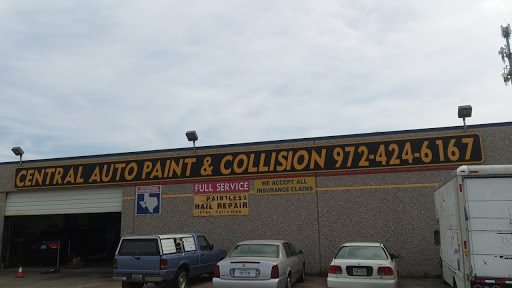 CENTRAL AUTO PAINT & COLLISION 972-424-6167
FULL SERVICE
WE ACCEPT ALL
INSURANCE CLAIMS
PAINTLESS
HAIL REPAIR